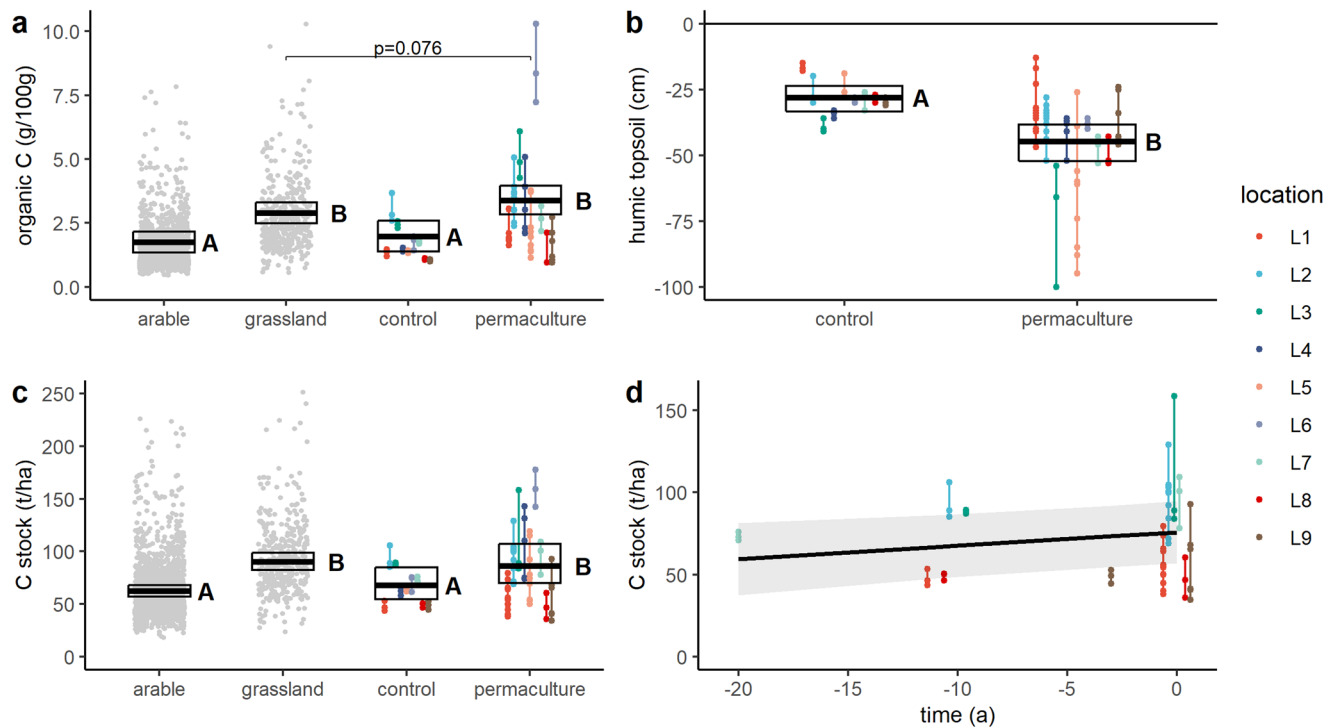 a
organic C (g/100g)
10.0
7.5
5.0
2.5
0.0
p=0.076
A
B
A
B
arable
grassland
control
permaculture
b
humic topsoil (cm)
0
-25
-50
-75
-100
A
B
control
permaculture
c
C stock (t/ha)
250
200
150
100
50
0
A
B
A
B
arable
grassland
control
permaculture
d
C stock (t/ha)
150
100
50
0
-20
-15
-10
-5
0
time (a)
location
L1
L2
L3
L4
L5
L6
L7
L8
L9